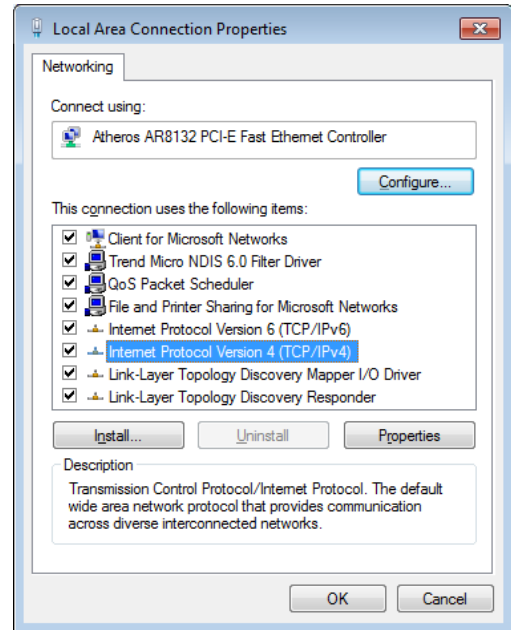 Local Area Connection Properties
Networking
Connect using:
Atheros AR8132 PCI-E Fast Ethernet Controller
Configure...
This connection uses the following items:
Client for Microsoft Networks
Trend Micro NDIS 6.0 Filter Driver
QoS Packet Scheduler
File and Printer Sharing for Microsoft Networks
Internet Protocol Version 6 (TCP/IPv6)
Internet Protocol Version 4 (TCP/IPv4)
Link-Layer Topology Discovery Mapper I/O Driver
Link-Layer Topology Discovery Responder
Install... Uninstall Properties
Description
Transmission Control Protocol/Internet Protocol. The default
wide area network protocol that provides communication
across diverse interconnected networks.
OK Cancel